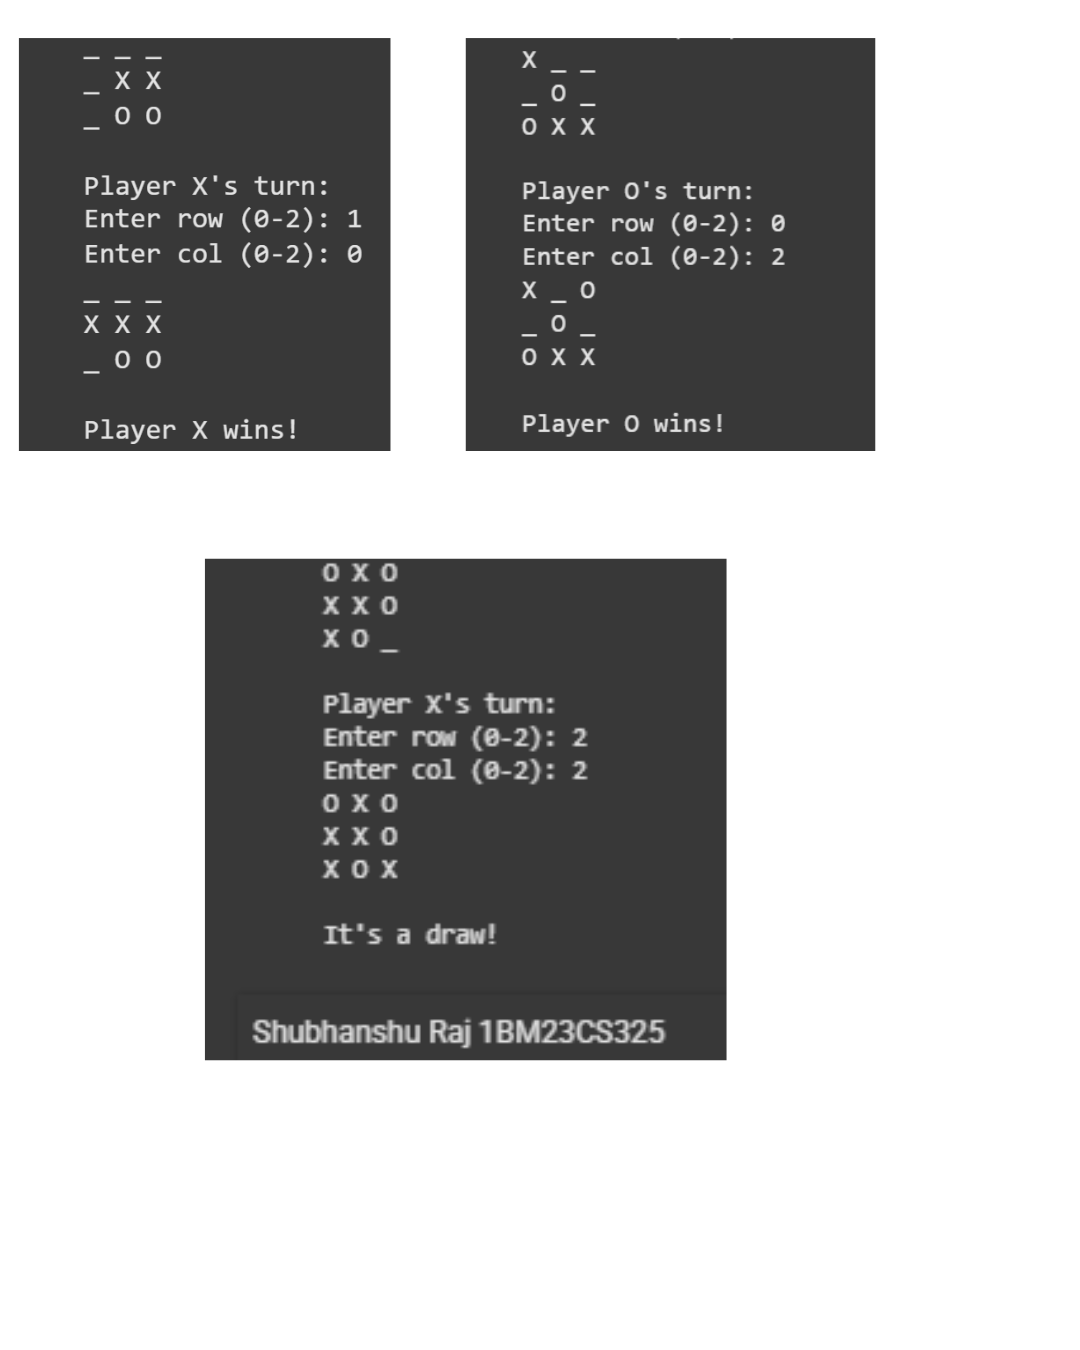 _ _ _
_ X X
_ O O
Player X's turn:
Enter row (0-2): 1
Enter col (0-2): 0
_ _ _
X X X
_ O O
Player X wins!
X _ _
_ O _
O X X
Player O's turn:
Enter row (0-2): 0
Enter col (0-2): 2
X _ O
_ O _
O X X
Player O wins!
O X O
X X O
X O _
Player X's turn:
Enter row (0-2): 2
Enter col (0-2): 2
O X O
X X O
X O X
It's a draw!
Shubhanshu Raj 1BM23CS325